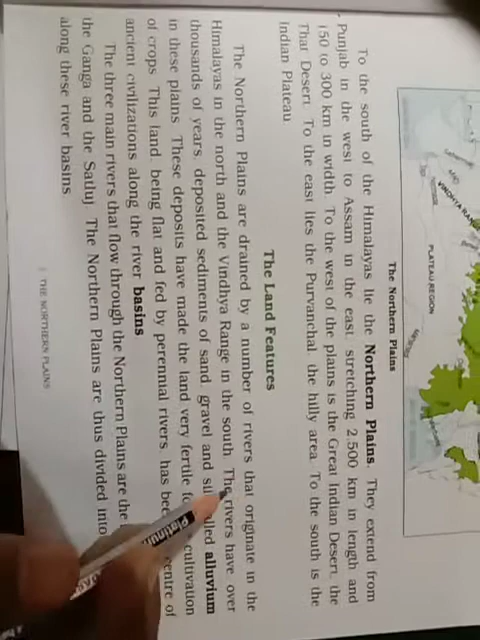 VINDHYA RAN
PLATEAU REGION
The Northern Plains
To the south of the Himalayas lie the Northern Plains. They extend from
Punjab in the west to Assam in the east, stretching 2,500 km in length and
150 to 300 km in width. To the west of the plains is the Great Indian Desert, the
Thar Desert. To the east lies the Purvanchal, the hilly area. To the south is the
Indian Plateau
The Land Features
The Northern Plains are drained by a number of rivers that originate in the
Himalayas in the north and the Vindhya Range in the south. The rivers have over
thousands of years, deposited sediments of sand, gravel and alluvium
in these plains. These deposits have made the land very fertile cultivation
of crops. This land, being flat and fed by perennial rivers has centre of
ancient civilizations along the river basins
The three main rivers that flow through the Northern Plains are the
the Ganga and the Satluj. The Northern Plains are thus divided into
along these river basins
THE NORTHERN PLAINS
Platinum